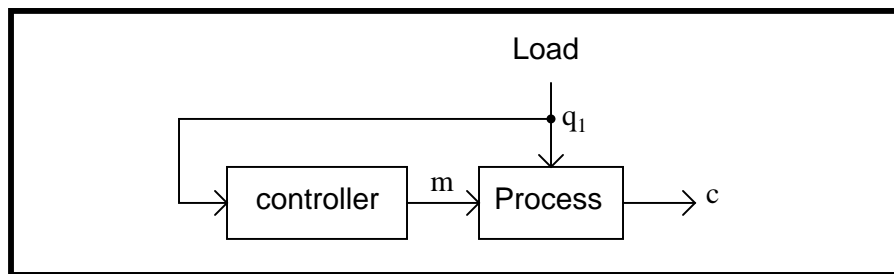 Load
q₁
controller
m
Process
c